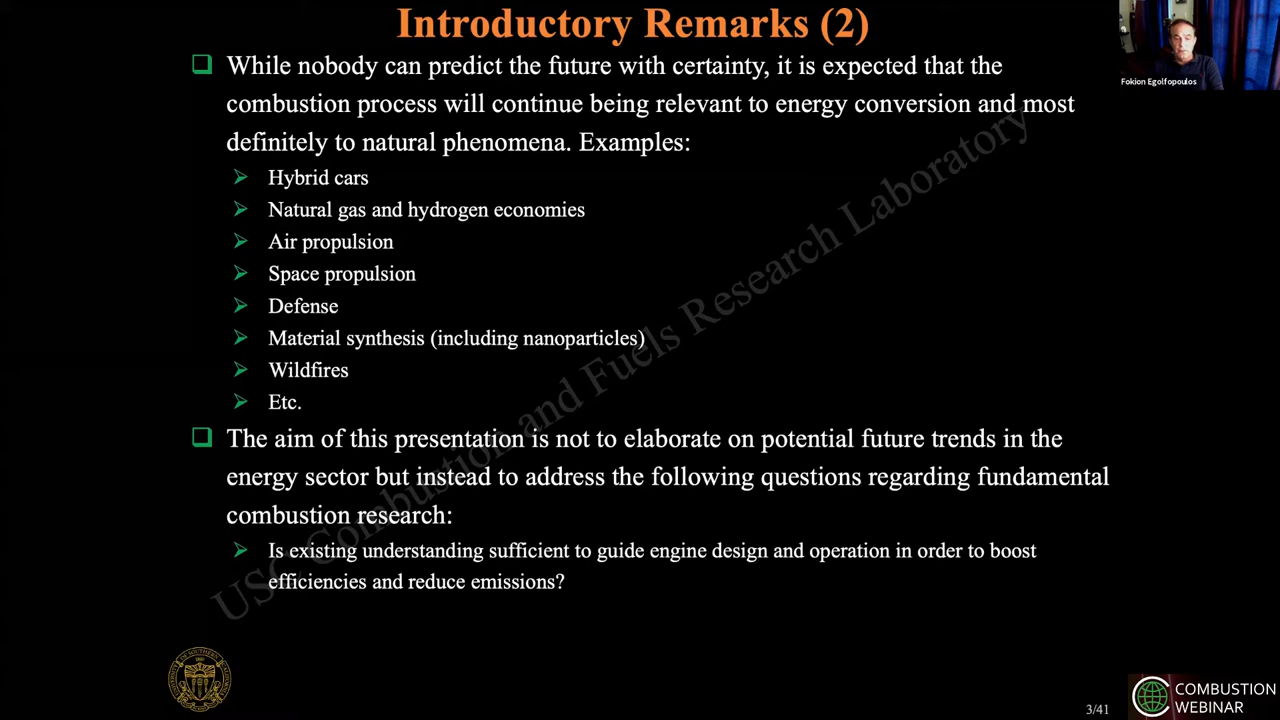 Introductory Remarks (2)
Fokion Egolfopoulos
While nobody can predict the future with certainty, it is expected that the
combustion process will continue being relevant to energy conversion and most
definitely to natural phenomena. Examples:
Hybrid cars
Natural gas and hydrogen economies
Air propulsion
Space propulsion
Defense
Material synthesis (including nanoparticles)
Wildfires
Etc.
The aim of this presentation is not to elaborate on potential future trends in the
energy sector but instead to address the following questions regarding fundamental
combustion research:
Is existing understanding sufficient to guide engine design and operation in order to boost
efficiencies and reduce emissions?
USC Combustion and Fuels Research Laboratory
3/41
COMBUSTION
WEBINAR